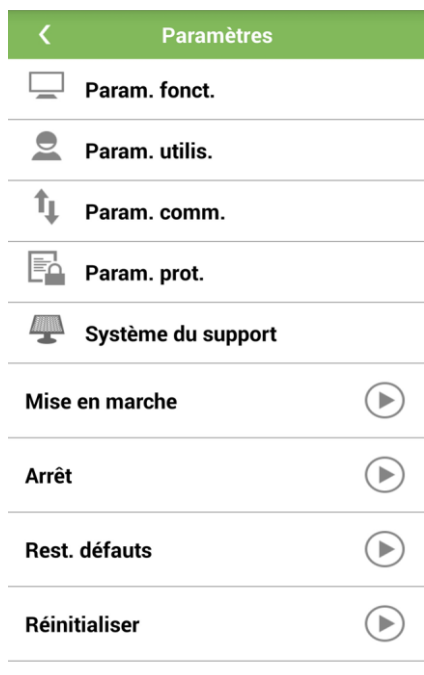 Paramètres
Param. fonct.
Param. utilis.
Param. comm.
Param. prot.
Système du support
Mise en marche
Arrêt
Rest. défauts
Réinitialiser